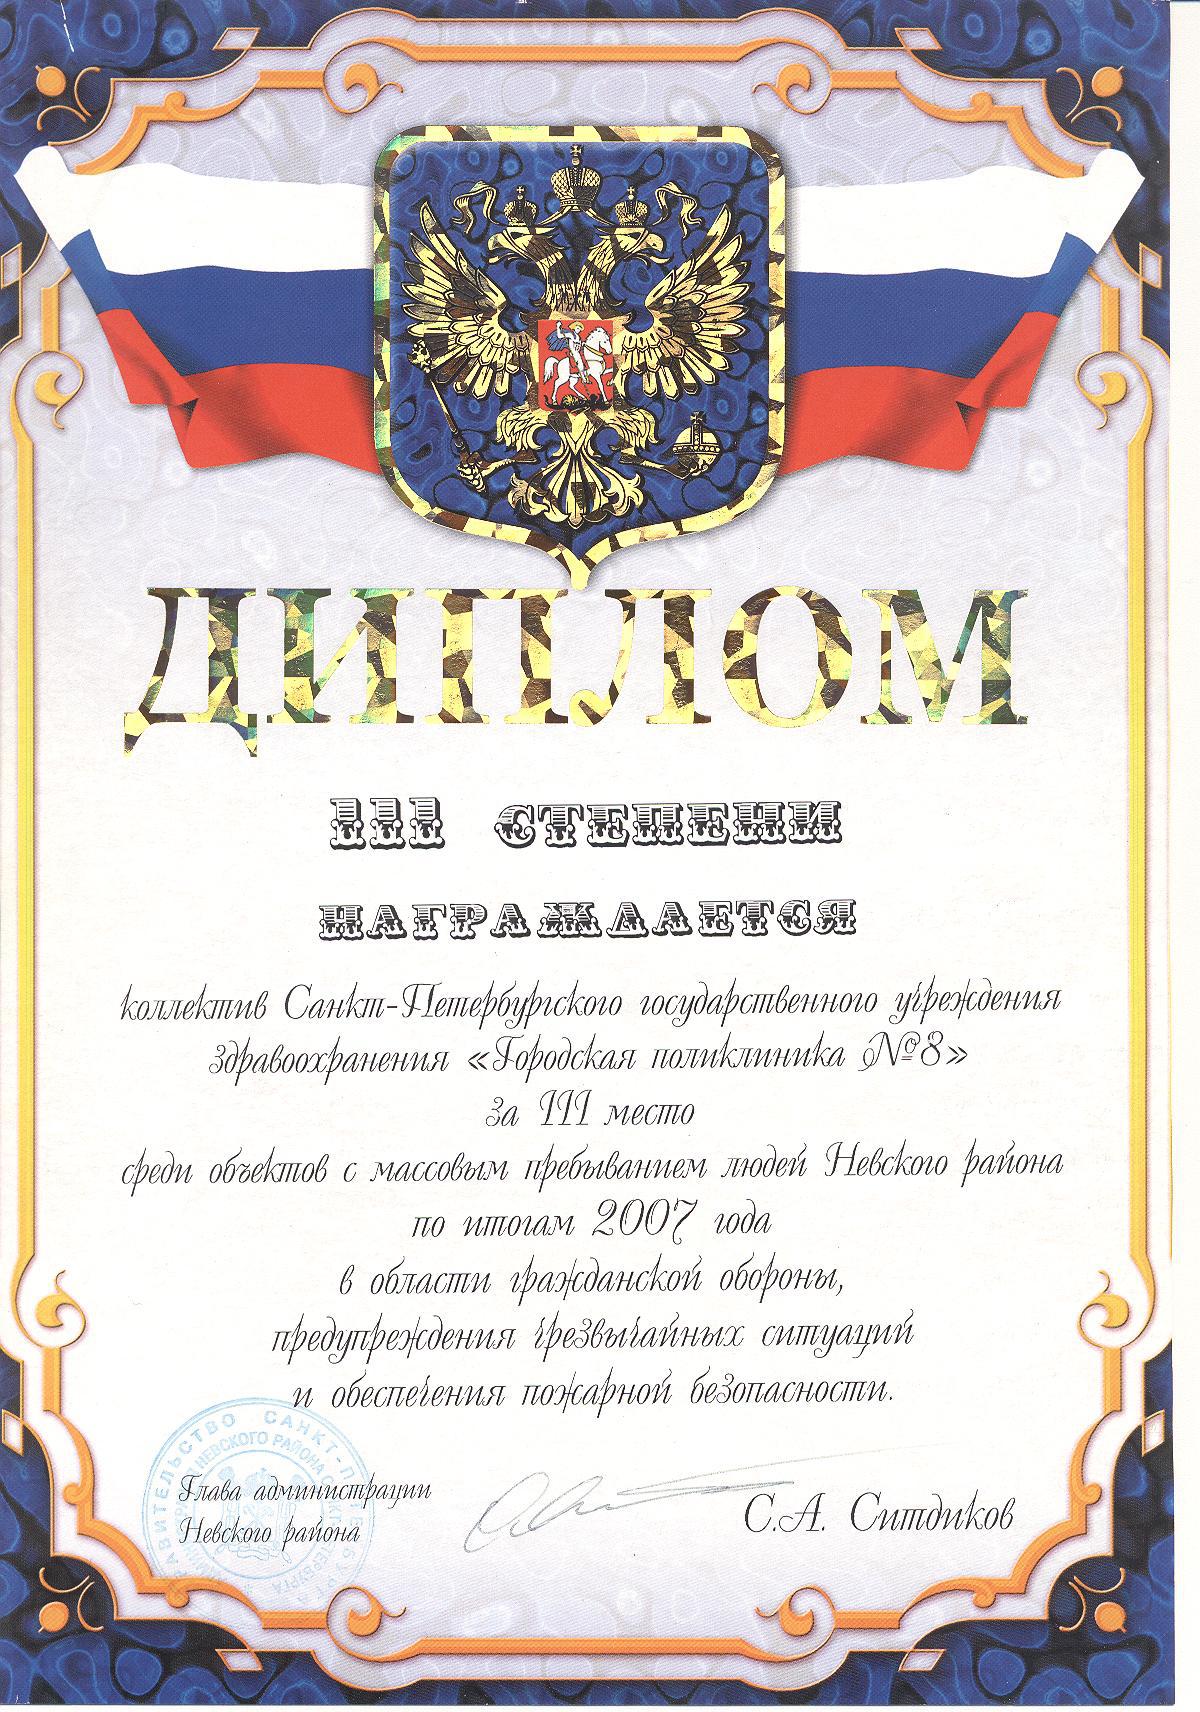 ДИПЛОМ
III СТЕПЕНИ
НАГРАЖДАЕТСЯ
коллектив Санкт-Петербургского государственного учреждения
здравоохранения «Городская поликлиника №8»
за III место
среди объектов с массовым пребыванием людей Невского района
по итогам 2007 года
в области гражданской обороны,
предупреждения чрезвычайных ситуаций
и обеспечения пожарной безопасности.
ПРАВИТЕЛЬСТВО САНКТ-ПЕТЕРБУРГА
НЕВСКОГО РАЙОНА
Глава администрации
Невского района
С.А. Ситдиков